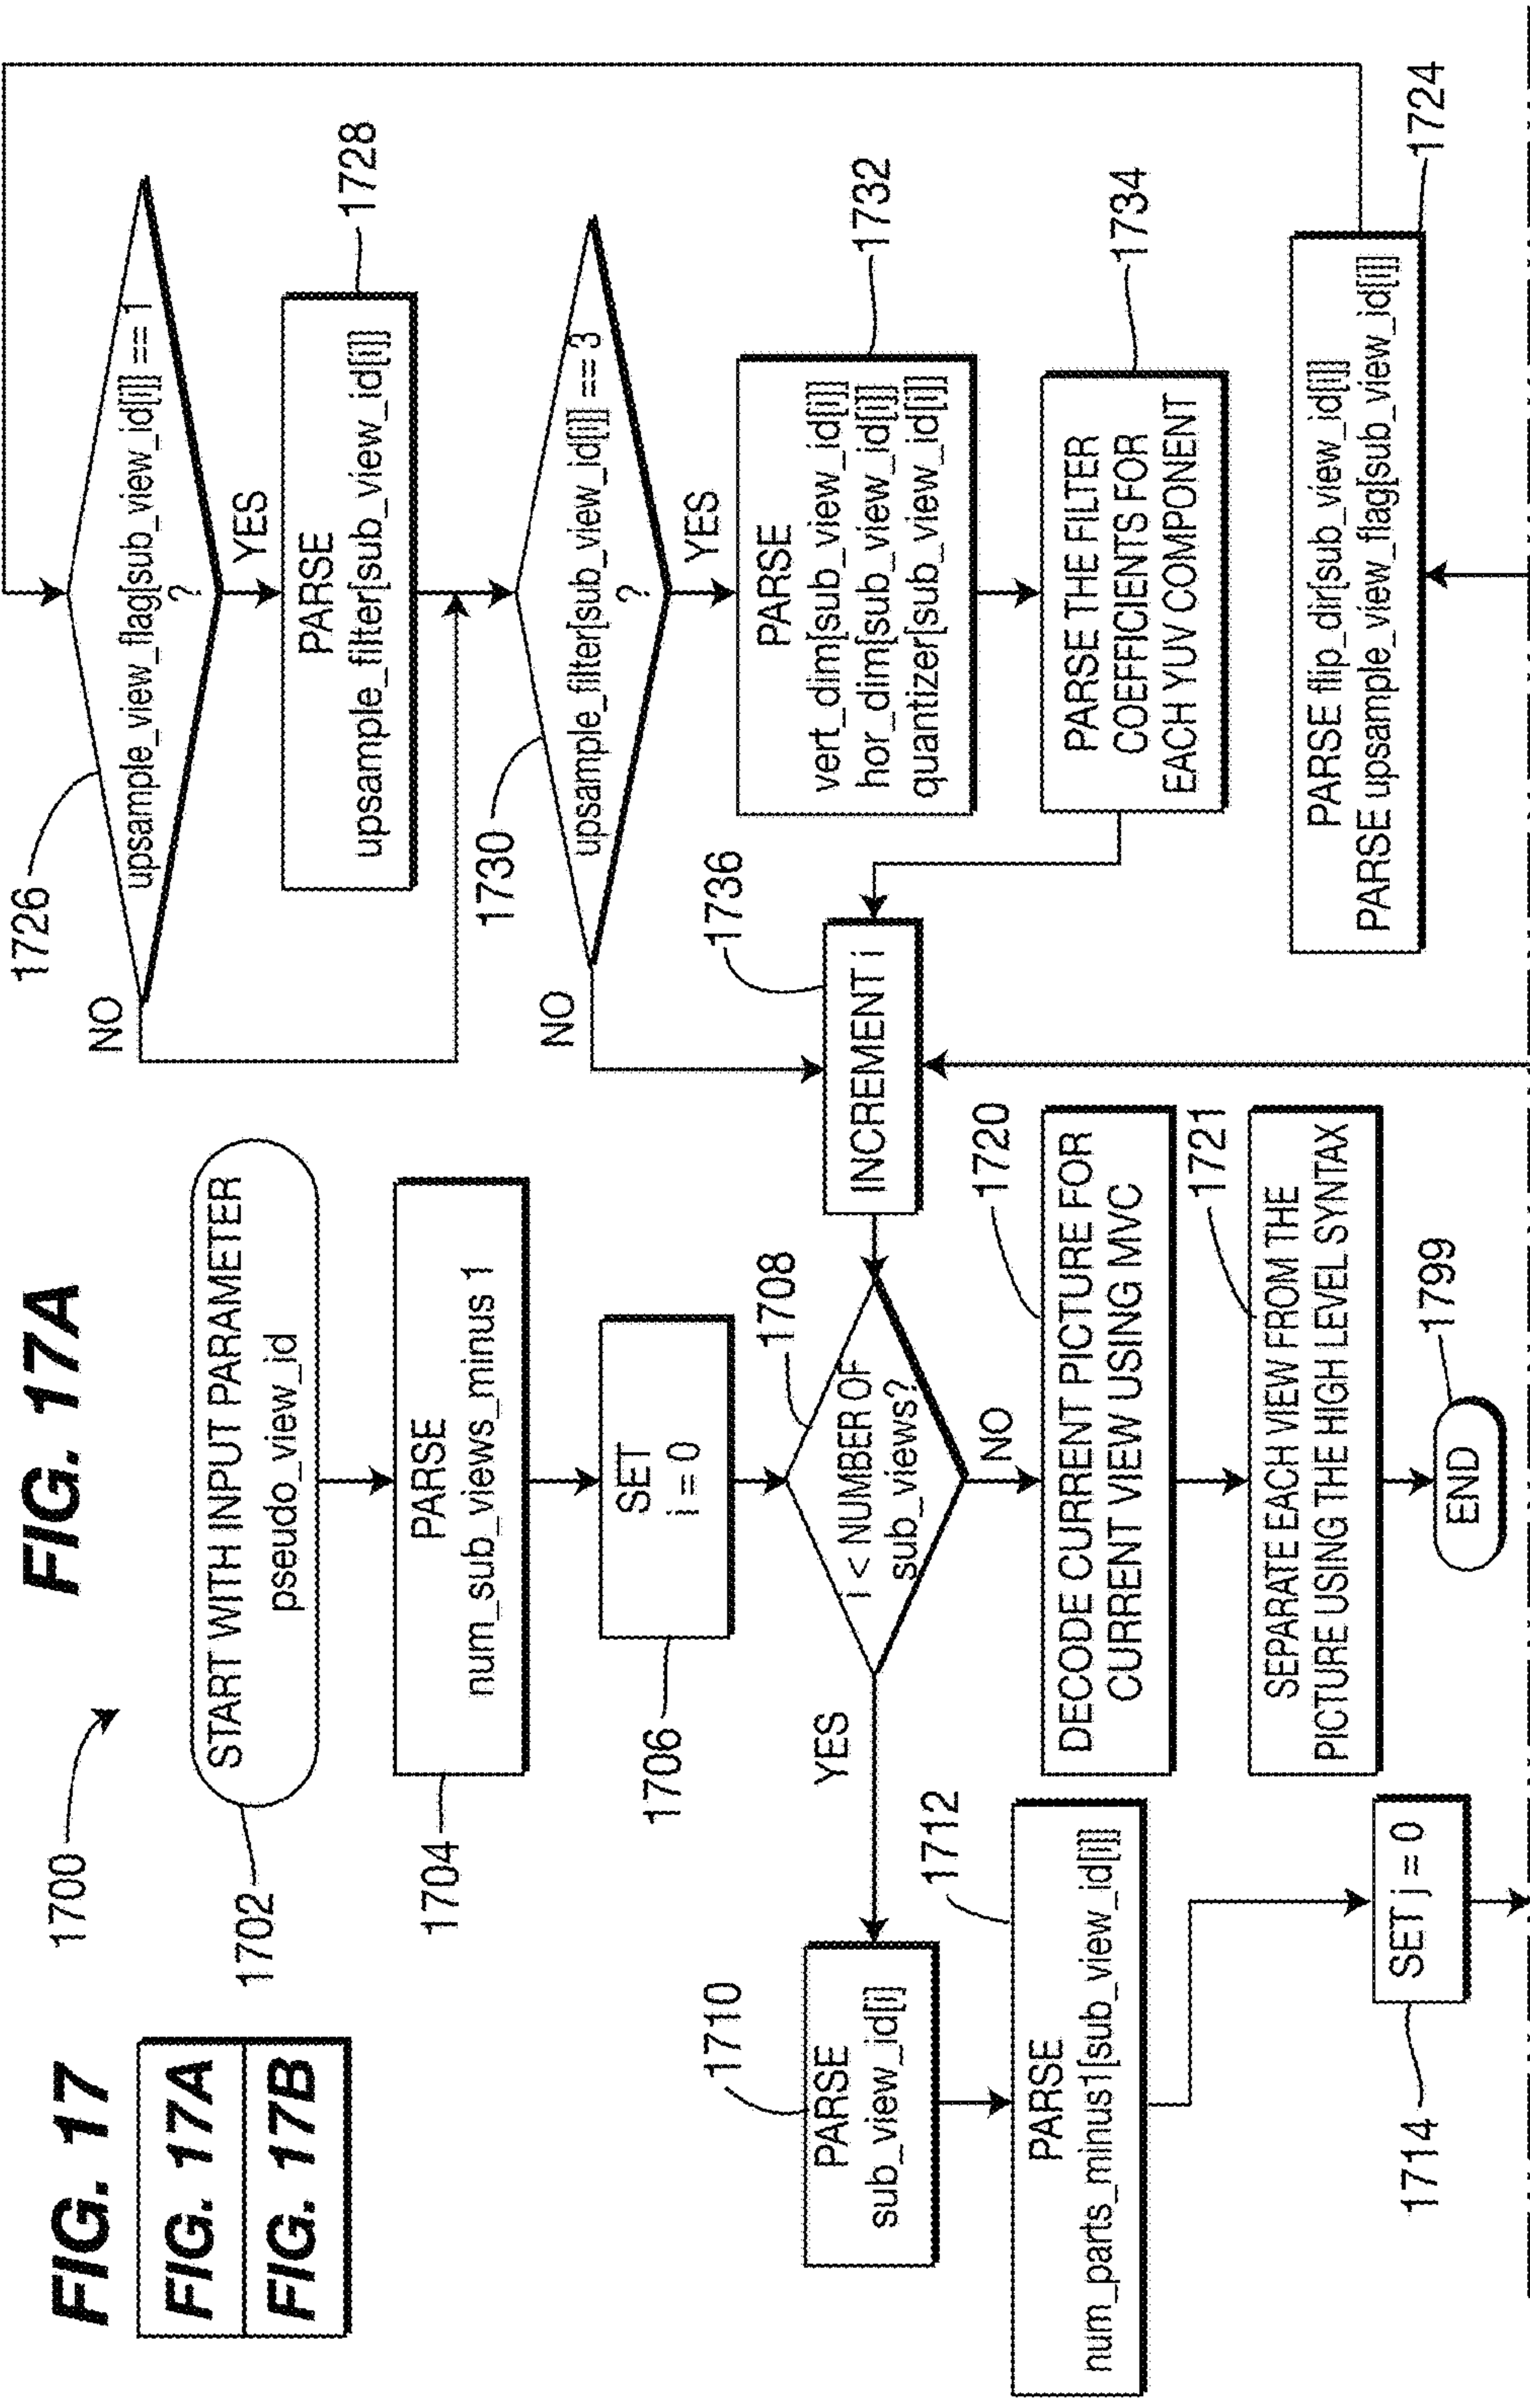 FIG. 17
FIG. 17A
FIG. 17B
FIG. 17A
1700
START WITH INPUT PARAMETER
pseudo_view_id
1702
PARSE
num_sub_views_minus 1
1704
SET
i = 0
1706
i < NUMBER OF
sub_views?
1708
YES
NO
PARSE
sub_view_id[i]
1710
PARSE
num_parts_minus1[sub_view_id[i]]
1712
SET j = 0
1714
DECODE CURRENT PICTURE FOR
CURRENT VIEW USING MVC
1720
SEPARATE EACH VIEW FROM THE
PICTURE USING THE HIGH LEVEL SYNTAX
1721
END
1799
upsample_view_flag[sub_view_id[i]] == 1
?
1726
NO
YES
PARSE
upsample_filter[sub_view_id[i]]
1728
upsample_filter[sub_view_id[i]] == 3
?
1730
NO
YES
PARSE
vert_dim[sub_view_id[i]]
hor_dim[sub_view_id[i]]
quantizer[sub_view_id[i]]
1732
PARSE THE FILTER
COEFFICIENTS FOR
EACH YUV COMPONENT
1734
INCREMENT i
1736
PARSE flip_dir[sub_view_id[i]]
PARSE upsample_view_flag[sub_view_id[i]]
1724